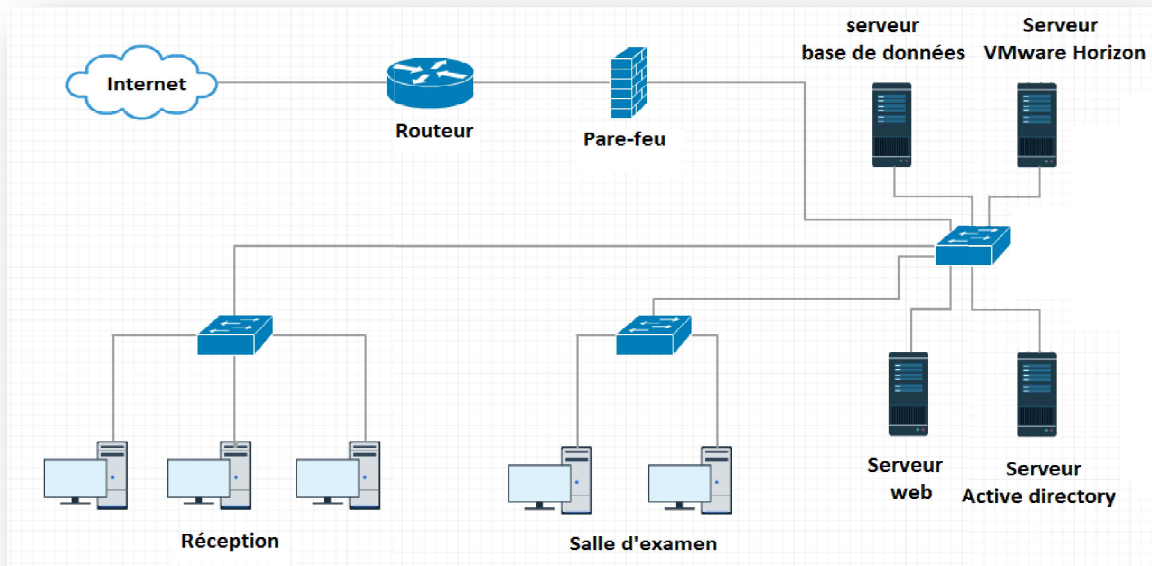 serveur
base de données
Serveur
VMware Horizon
Internet
Routeur
Pare-feu
Serveur
web
Serveur
Active directory
Réception
Salle d'examen